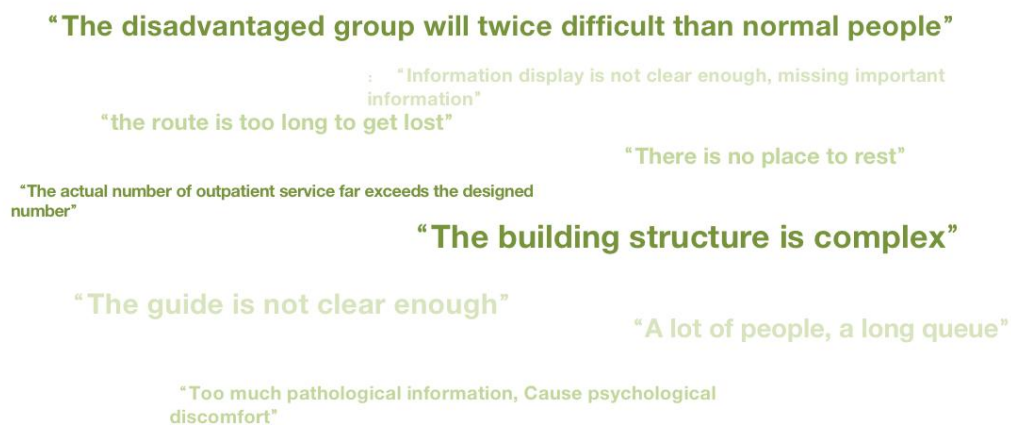 “The disadvantaged group will twice difficult than normal people”
： “Information display is not clear enough, missing important
information”
“the route is too long to get lost”
“There is no place to rest”
“The actual number of outpatient service far exceeds the designed
number”
“The building structure is complex”
“The guide is not clear enough”
“A lot of people, a long queue”
“Too much pathological information, Cause psychological
discomfort”